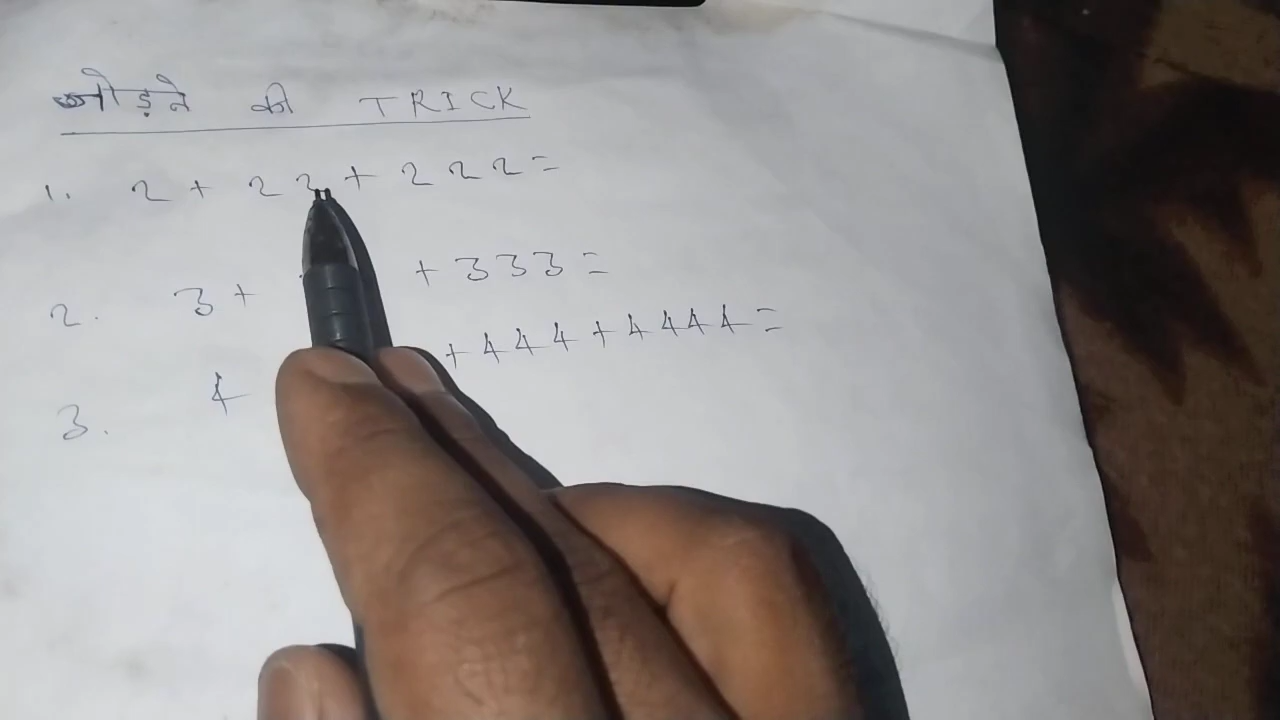 जोड़ने की TRICK
1. 2 + 22 + 222 =
2. 3 + + 333 =
3. 4 + 444 + 4444 =